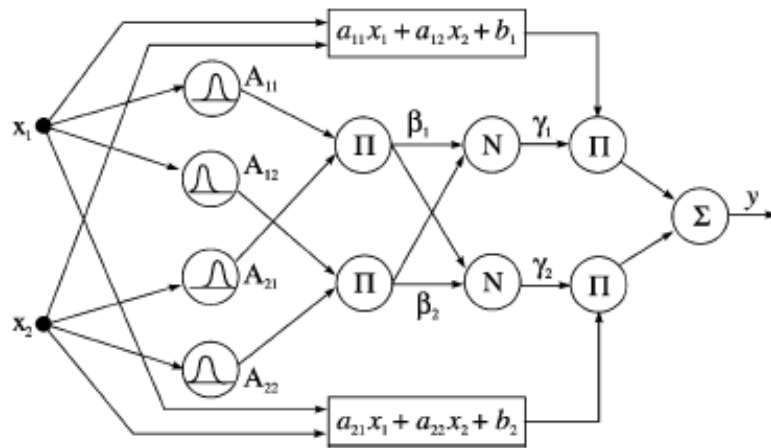 a₁₁x₁ + a₁₂x₂ + b₁
A₁₁
x₁
Π
β₁
N
γ₁
Π
A₁₂
Σ
y
A₂₁
x₂
Π
β₂
N
γ₂
Π
A₂₂
a₂₁x₁ + a₂₂x₂ + b₂